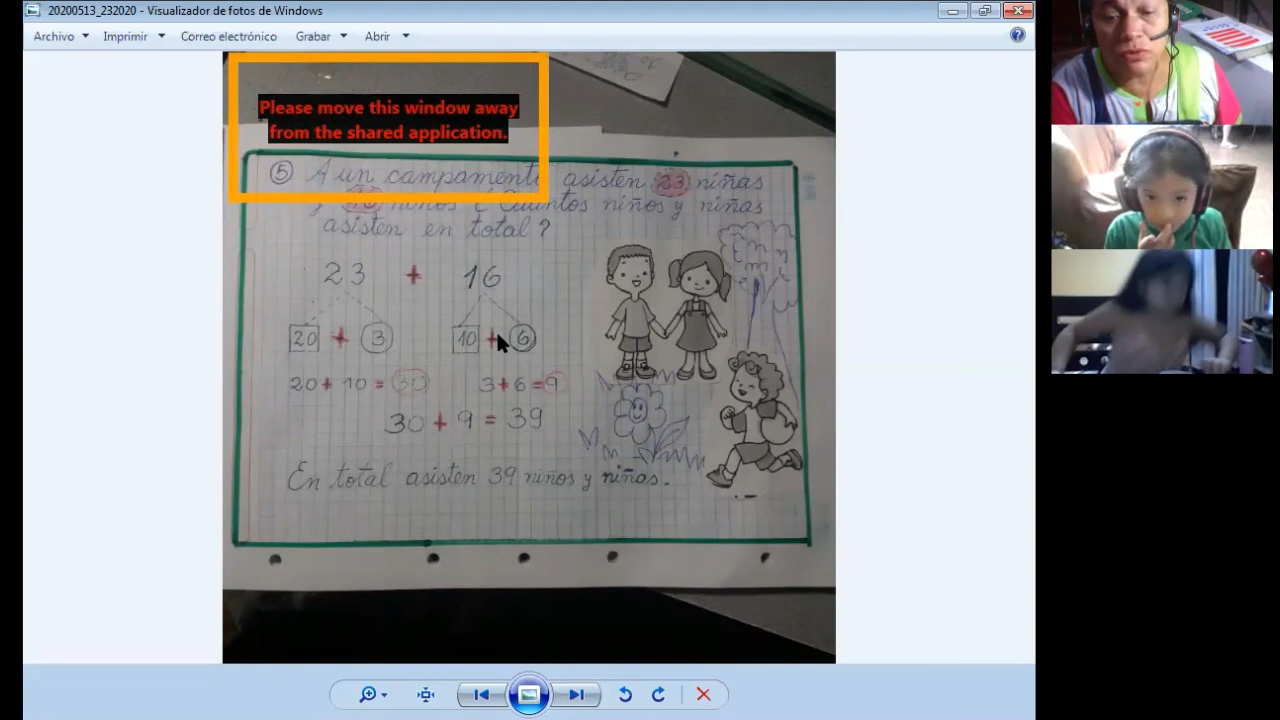 20200513_232020 - Visualizador de fotos de Windows
Archivo Imprimir Correo electrónico Grabar Abrir
Please move this window away
from the shared application.
5 A un campamento asisten 23 niñas
y 16 niños ¿ Cuántos niños y niñas
asisten en total ?
23 + 16
20 + 3 10 + 6
20 + 10 = 30 3 + 6 = 9
30 + 9 = 39
En total asisten 39 niños y niñas.